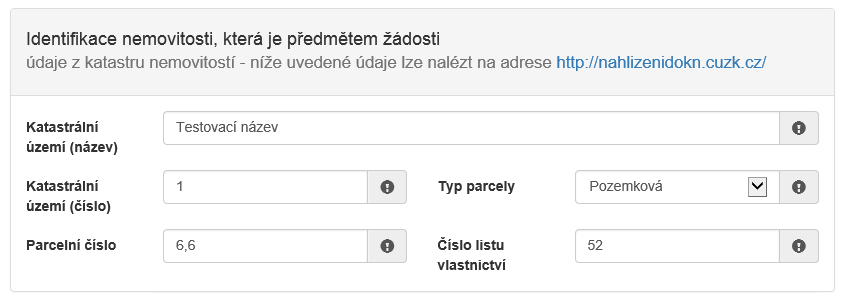 Identifikace nemovitosti, která je předmětem žádosti
údaje z katastru nemovitostí - níže uvedené údaje lze nalézt na adrese http://nahlizenidokn.cuzk.cz/
Katastrální území (název)
Testovací název
Katastrální území (číslo)
1
Typ parcely
Pozemková
Parcelní číslo
6,6
Číslo listu vlastnictví
52